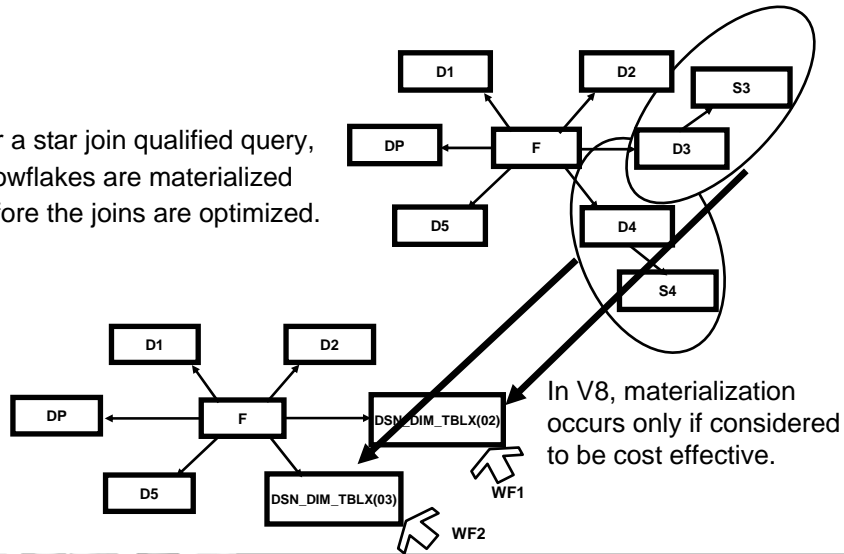 D1
D2
S3
r a star join qualified query,
DP
F
D3
owflakes are materialized
fore the joins are optimized.
D5
D4
S4
D1
D2
In V8, materialization
DP
F
DSN_DIM_TBLX(02)
occurs only if considered
to be cost effective.
D5
DSN_DIM_TBLX(03)
WF1
WF2